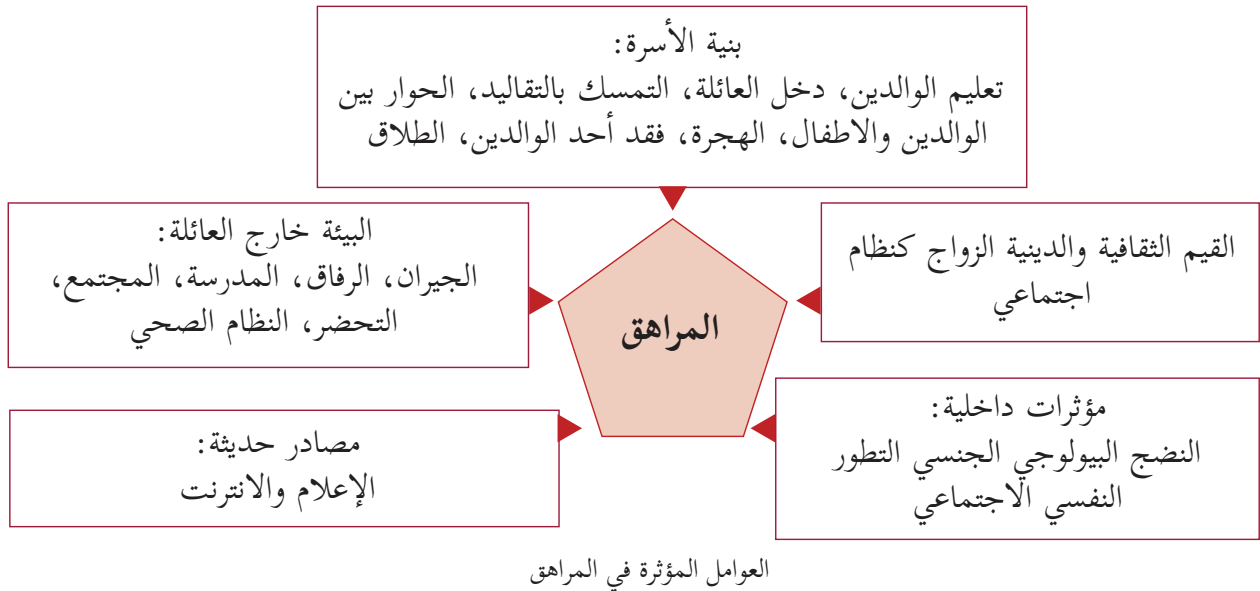 بنية الأسرة:
تعليم الوالدين، دخل العائلة، التمسك بالتقاليد، الحوار بين
الوالدين والاطفال، الهجرة، فقد أحد الوالدين، الطلاق
القيم الثقافية والدينية الزواج كنظام
اجتماعي
البيئة خارج العائلة:
الجيران، الرفاق، المدرسة، المجتمع،
التحضر، النظام الصحي
المراهق
مؤثرات داخلية:
النضج البيولوجي الجنسي التطور
النفسي الاجتماعي
مصادر حديثة:
الإعلام والانترنت
العوامل المؤثرة في المراهق